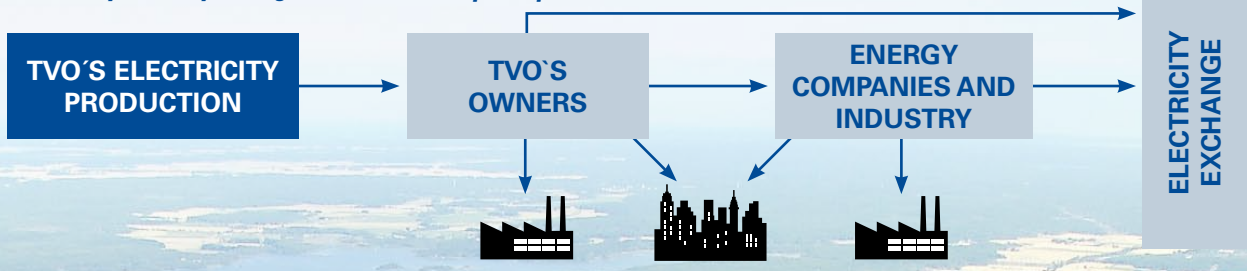 TVO´S ELECTRICITY
PRODUCTION
TVO`S
OWNERS
ENERGY
COMPANIES AND
INDUSTRY
ELECTRICITY
EXCHANGE